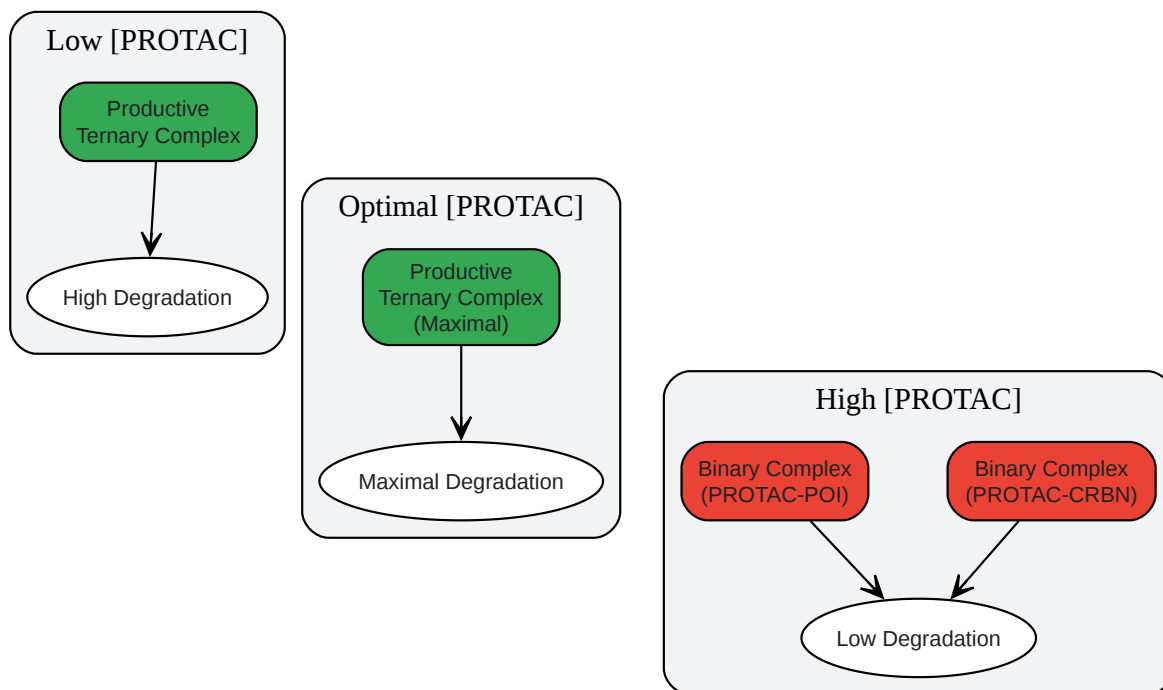 Low [PROTAC]
Productive
Ternary Complex
High Degradation
Optimal [PROTAC]
Productive
Ternary Complex
(Maximal)
Maximal Degradation
High [PROTAC]
Binary Complex
(PROTAC-POI)
Binary Complex
(PROTAC-CRBN)
Low Degradation